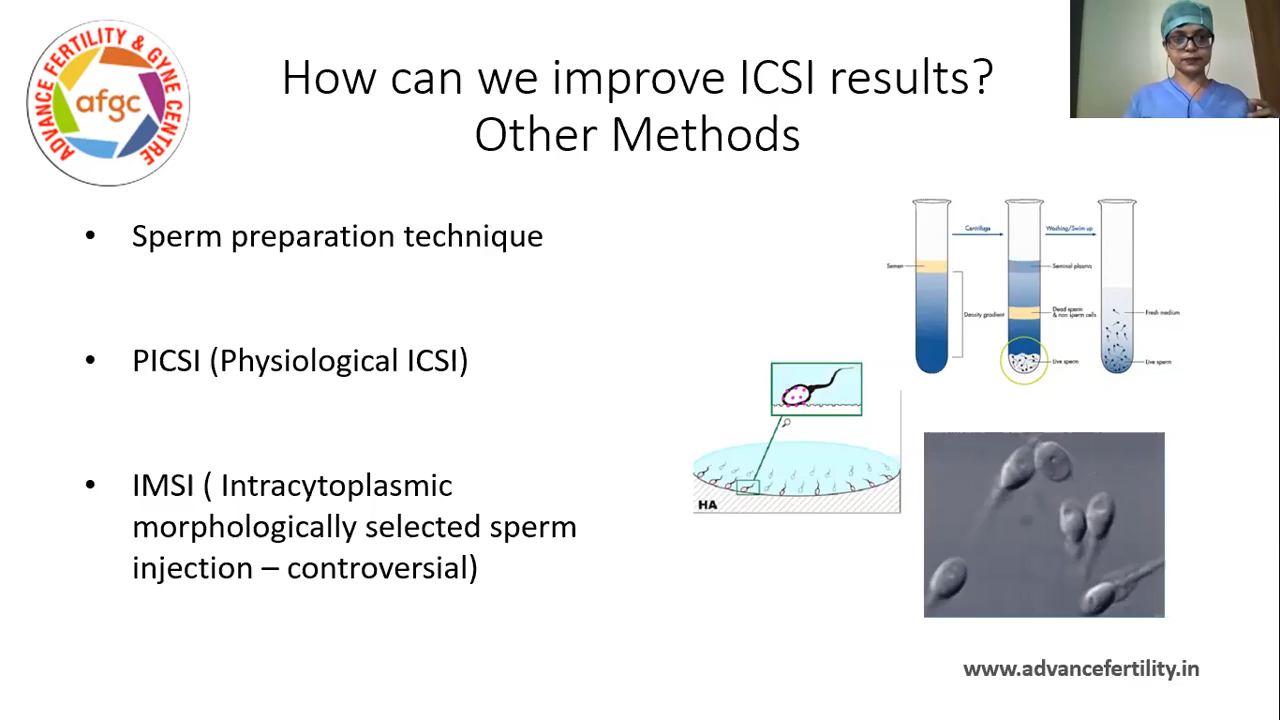 ADVANCE FERTILITY & GYNE CENTRE
afgc
How can we improve ICSI results?
Other Methods
• Sperm preparation technique
• PICSI (Physiological ICSI)
• IMSI ( Intracytoplasmic
morphologically selected sperm
injection – controversial)
Centrifuge
Washing/Swim up
Semen
Seminal plasma
Density gradient
Dead sperm
& non sperm cells
Fresh medium
Live sperm
Live sperm
HA
www.advancefertility.in